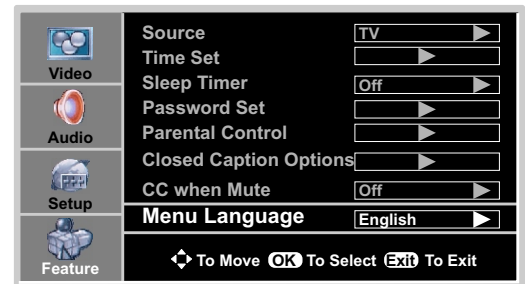 Video
Audio
Setup
Feature
Source TV
Time Set
Sleep Timer Off
Password Set
Parental Control
Closed Caption Options
CC when Mute Off
Menu Language English
To Move OK To Select Exit To Exit